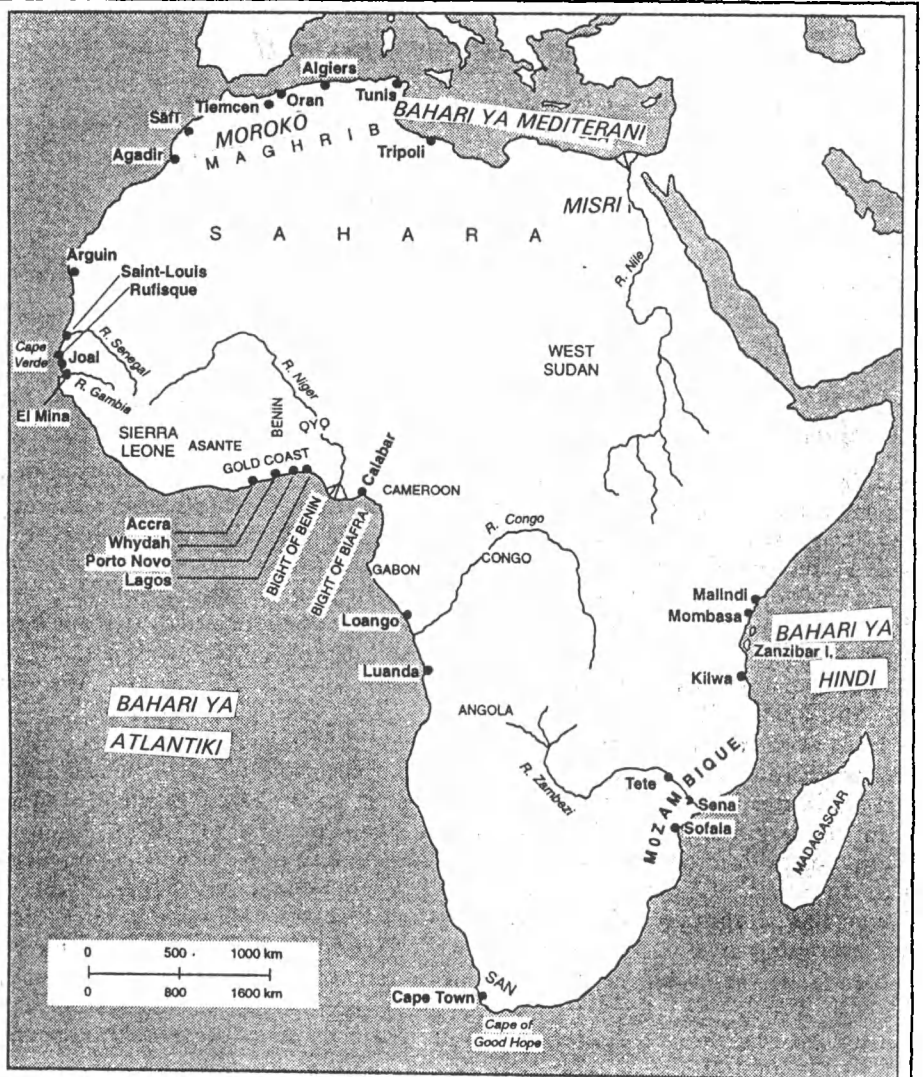 Algiers
Tiemcen
Oran
Tunis
BAHARI YA MEDITERANI
Sāfī
MOROKŌ
MAGHRIB
Agadir
Tripoli
MISRI
SAHARA
R. Nile
Arguin
Saint-Louis
Rufisque
Cape
Verde
Joal
R. Senegal
R. Gambia
R. Niger
WEST
SUDAN
El Mina
SIERRA
LEONE
ASANTE
BENIN
ỌYỌ
GOLD COAST
Calabar
CAMEROON
Accra
Whydah
Porto Novo
Lagos
BIGHT OF BENIN
BIGHT OF BIAFRA
R. Congo
CONGO
GABON
Malindi
Mombasa
BAHARI YA
HINDI
Zanzibar I.
Loango
Luanda
Kilwa
BAHARI YA
ATLANTIKI
ANGOLA
R. Zambezi
Tete
MOZAMBIQUE
Sena
Sofala
MADAGASCAR
0 500 1000 km
0 800 1600 km
SAN
Cape Town
Cape of
Good Hope